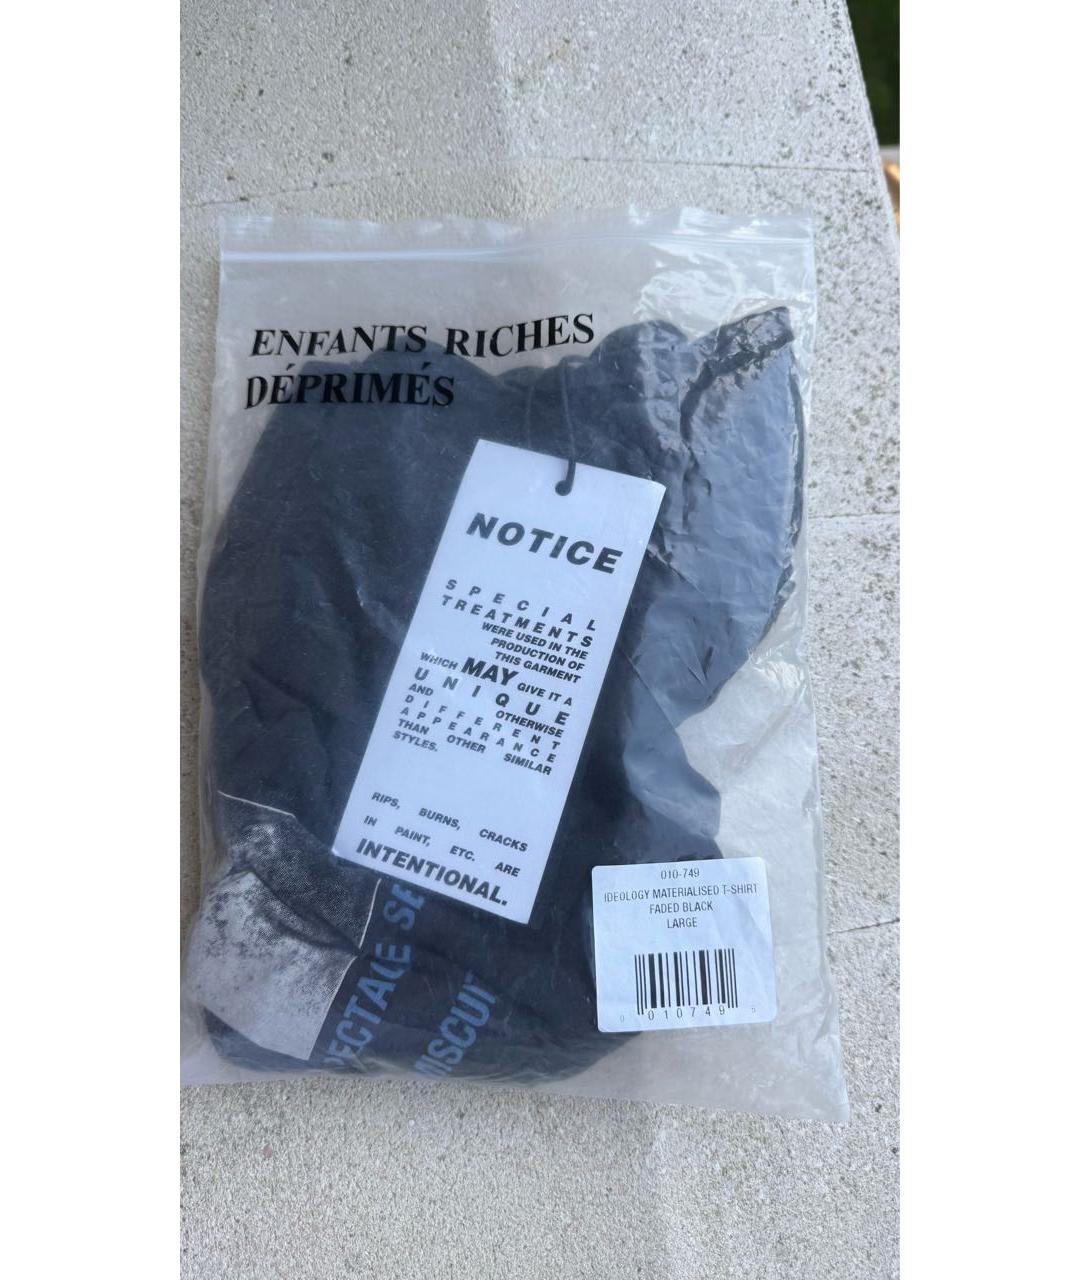 ENFANTS RICHES
DÉPRIMÉS
NOTICE
SPECIAL
TREATMENTS
WERE USED IN THE
PRODUCTION OF
THIS GARMENT
WHICH MAY GIVE IT A
UNIQUE
AND OTHERWISE
DIFFERENT
APPEARANCE
THAN OTHER SIMILAR
STYLES.
RIPS, BURNS, CRACKS
IN PAINT, ETC. ARE
INTENTIONAL.
010-749
IDEOLOGY MATERIALISED T-SHIRT
FADED BLACK
LARGE
0 010749 5